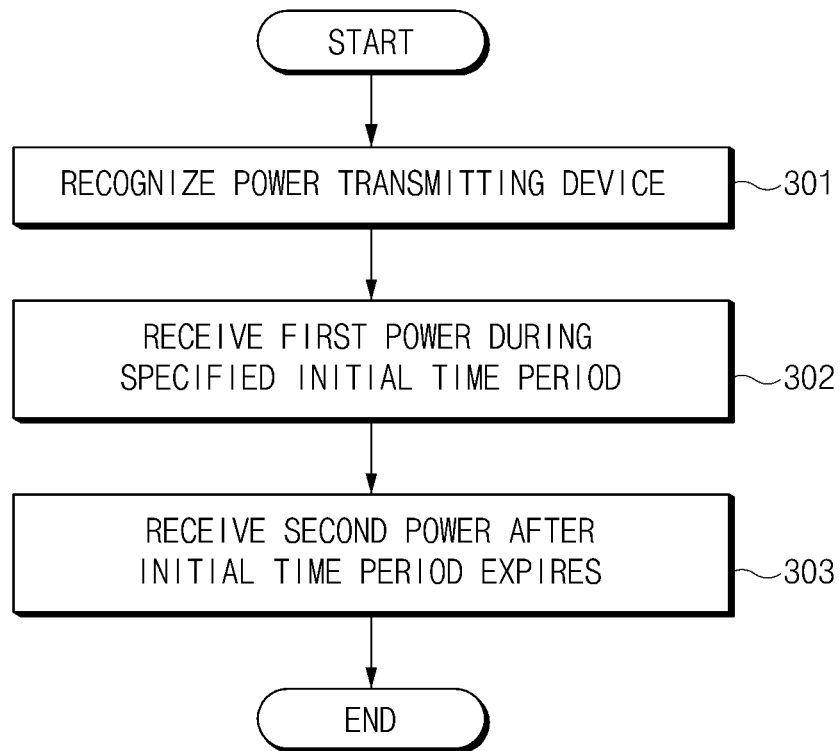 START
RECOGNIZE POWER TRANSMITTING DEVICE
301
RECEIVE FIRST POWER DURING
SPECIFIED INITIAL TIME PERIOD
302
RECEIVE SECOND POWER AFTER
INITIAL TIME PERIOD EXPIRES
303
END